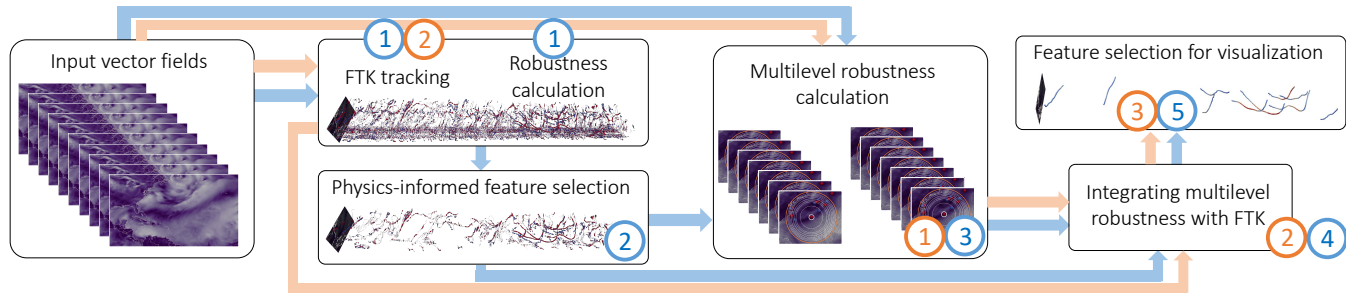 Input vector fields
1
2
1
FTK tracking
Robustness
calculation
Physics-informed feature selection
2
Multilevel robustness
calculation
1
3
Feature selection for visualization
3
5
Integrating multilevel
robustness with FTK
2
4